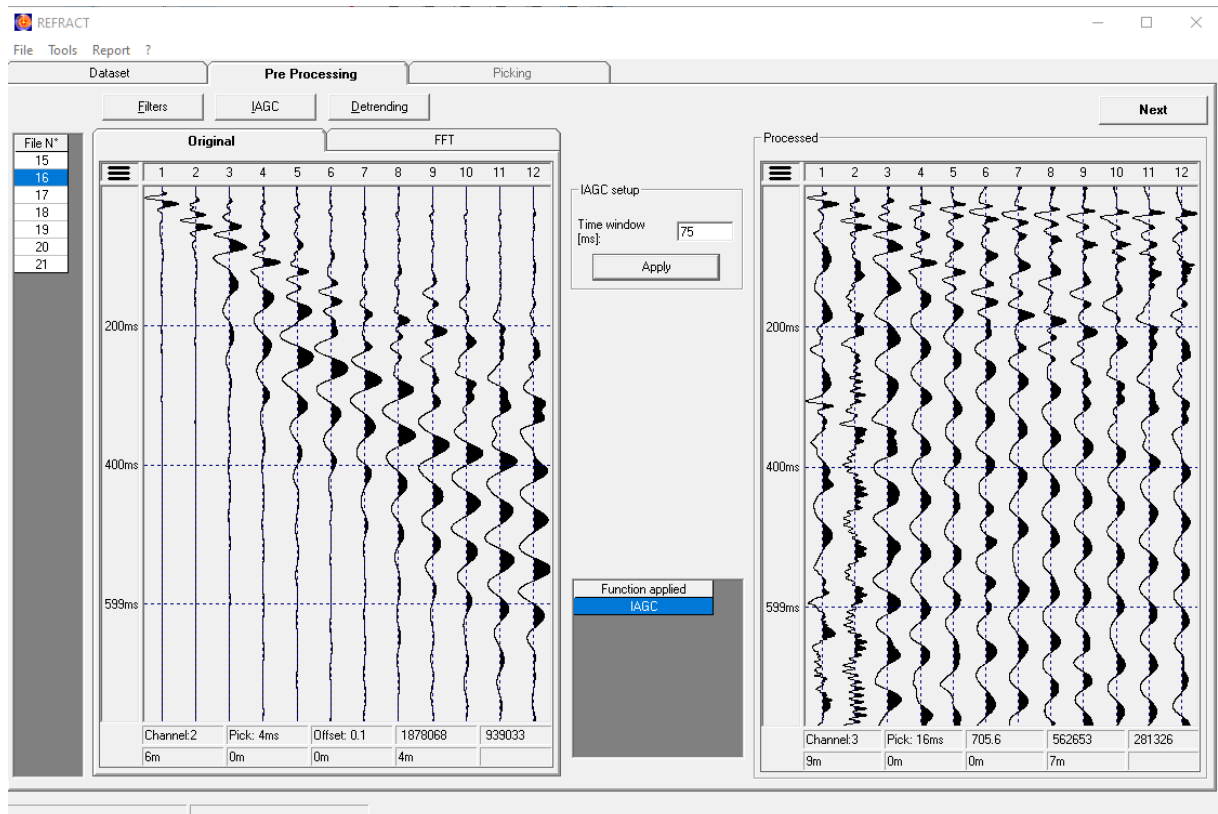 REFRACT
File Tools Report ?
Dataset Pre Processing Picking
Filters IAGC Detrending Next
File N°
15
16
17
18
19
20
21
Original FFT
1 2 3 4 5 6 7 8 9 10 11 12
200ms
400ms
599ms
Channel:2 Pick: 4ms Offset: 0.1 1878068 939033
6m 0m 0m 4m
IAGC setup
Time window
[ms]: 75
Apply
Function applied
IAGC
Processed
1 2 3 4 5 6 7 8 9 10 11 12
200ms
400ms
599ms
Channel:3 Pick: 16ms 705.6 562653 281326
9m 0m 0m 7m